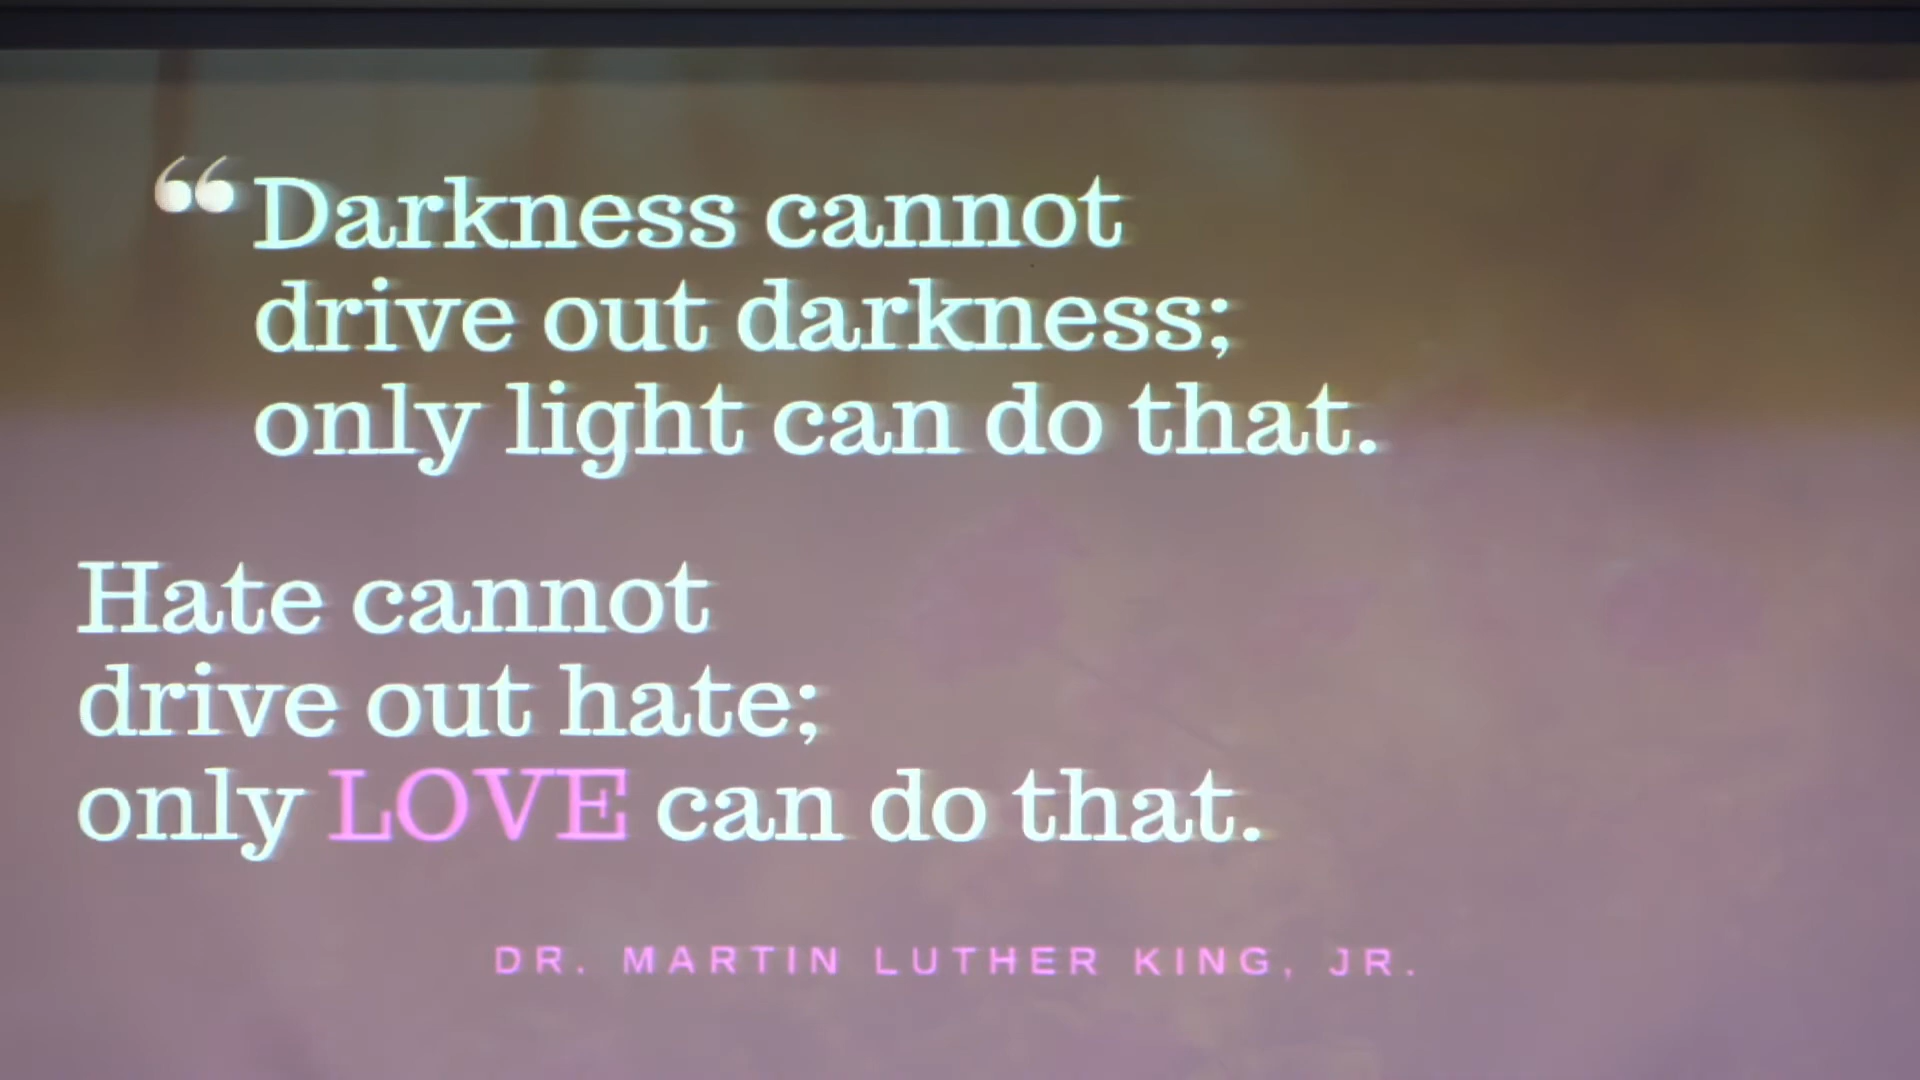 “Darkness cannot
drive out darkness;
only light can do that.
Hate cannot
drive out hate;
only LOVE can do that.
DR. MARTIN LUTHER KING, JR.